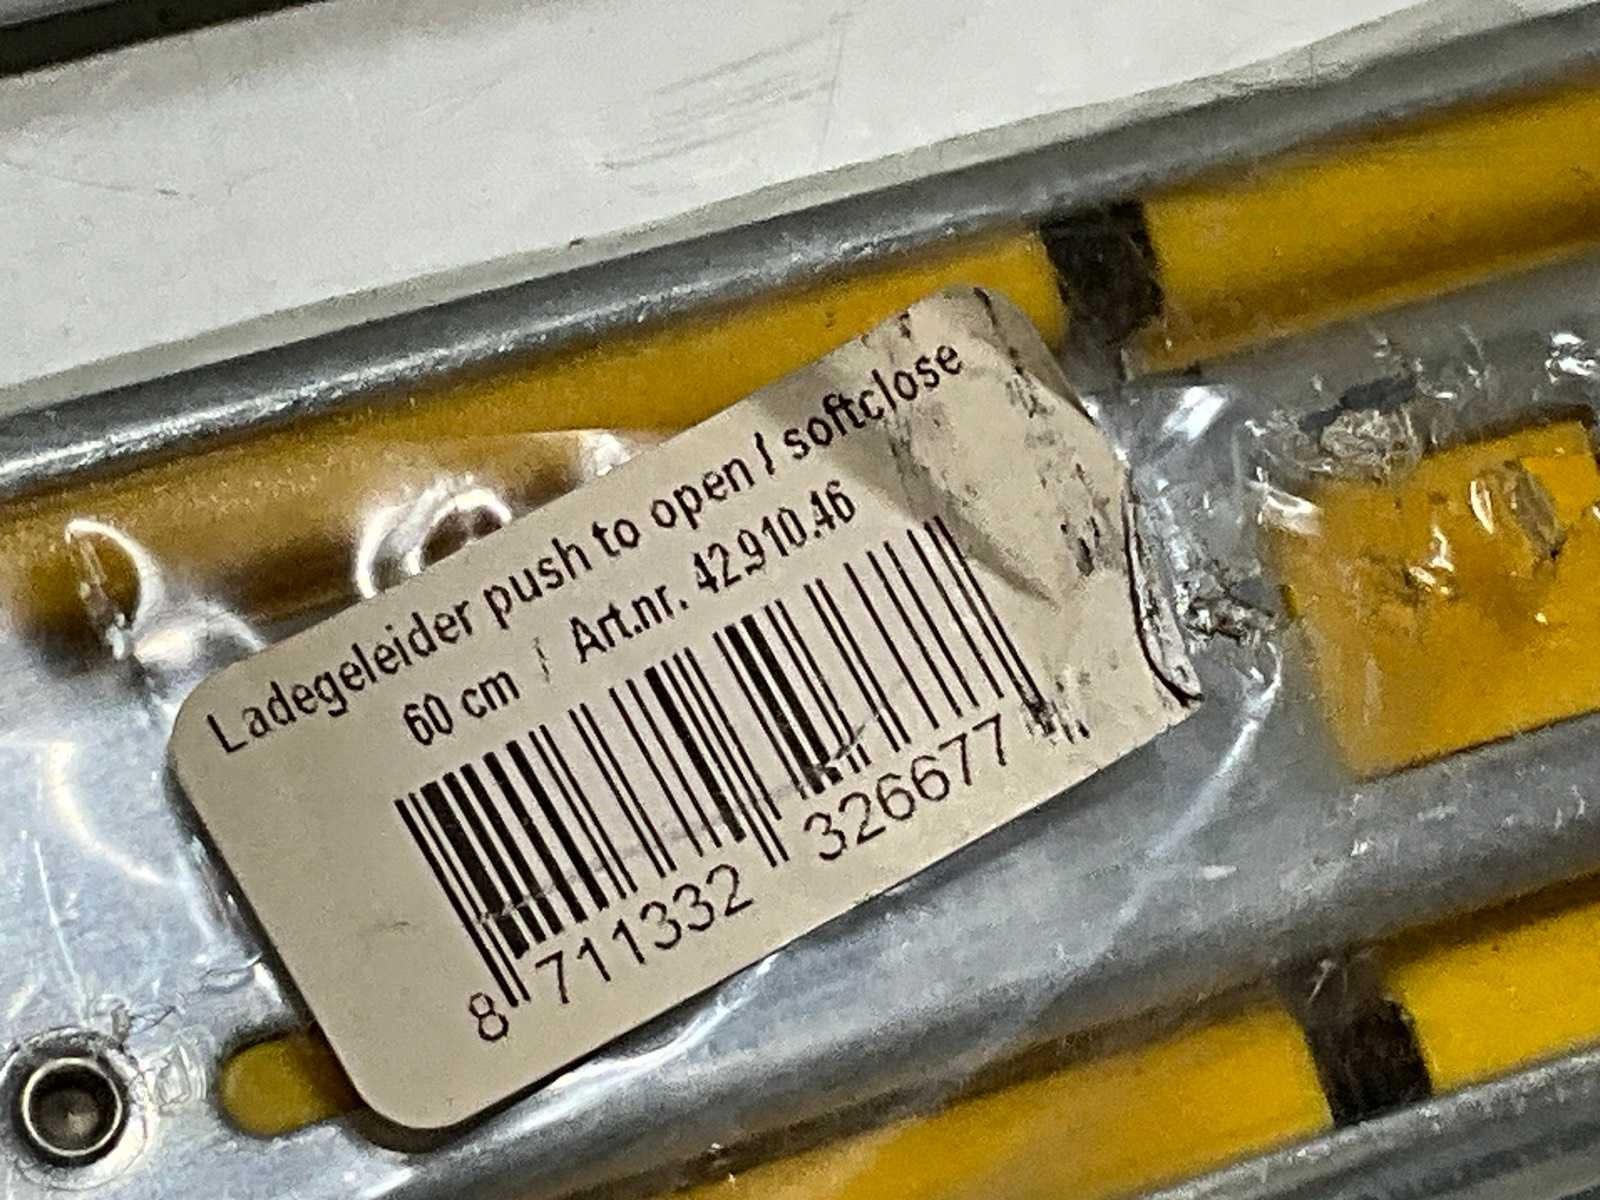 Ladegeleider push to open / softclose
60 cm / Art.nr. 42.910.46
8 711332 326677